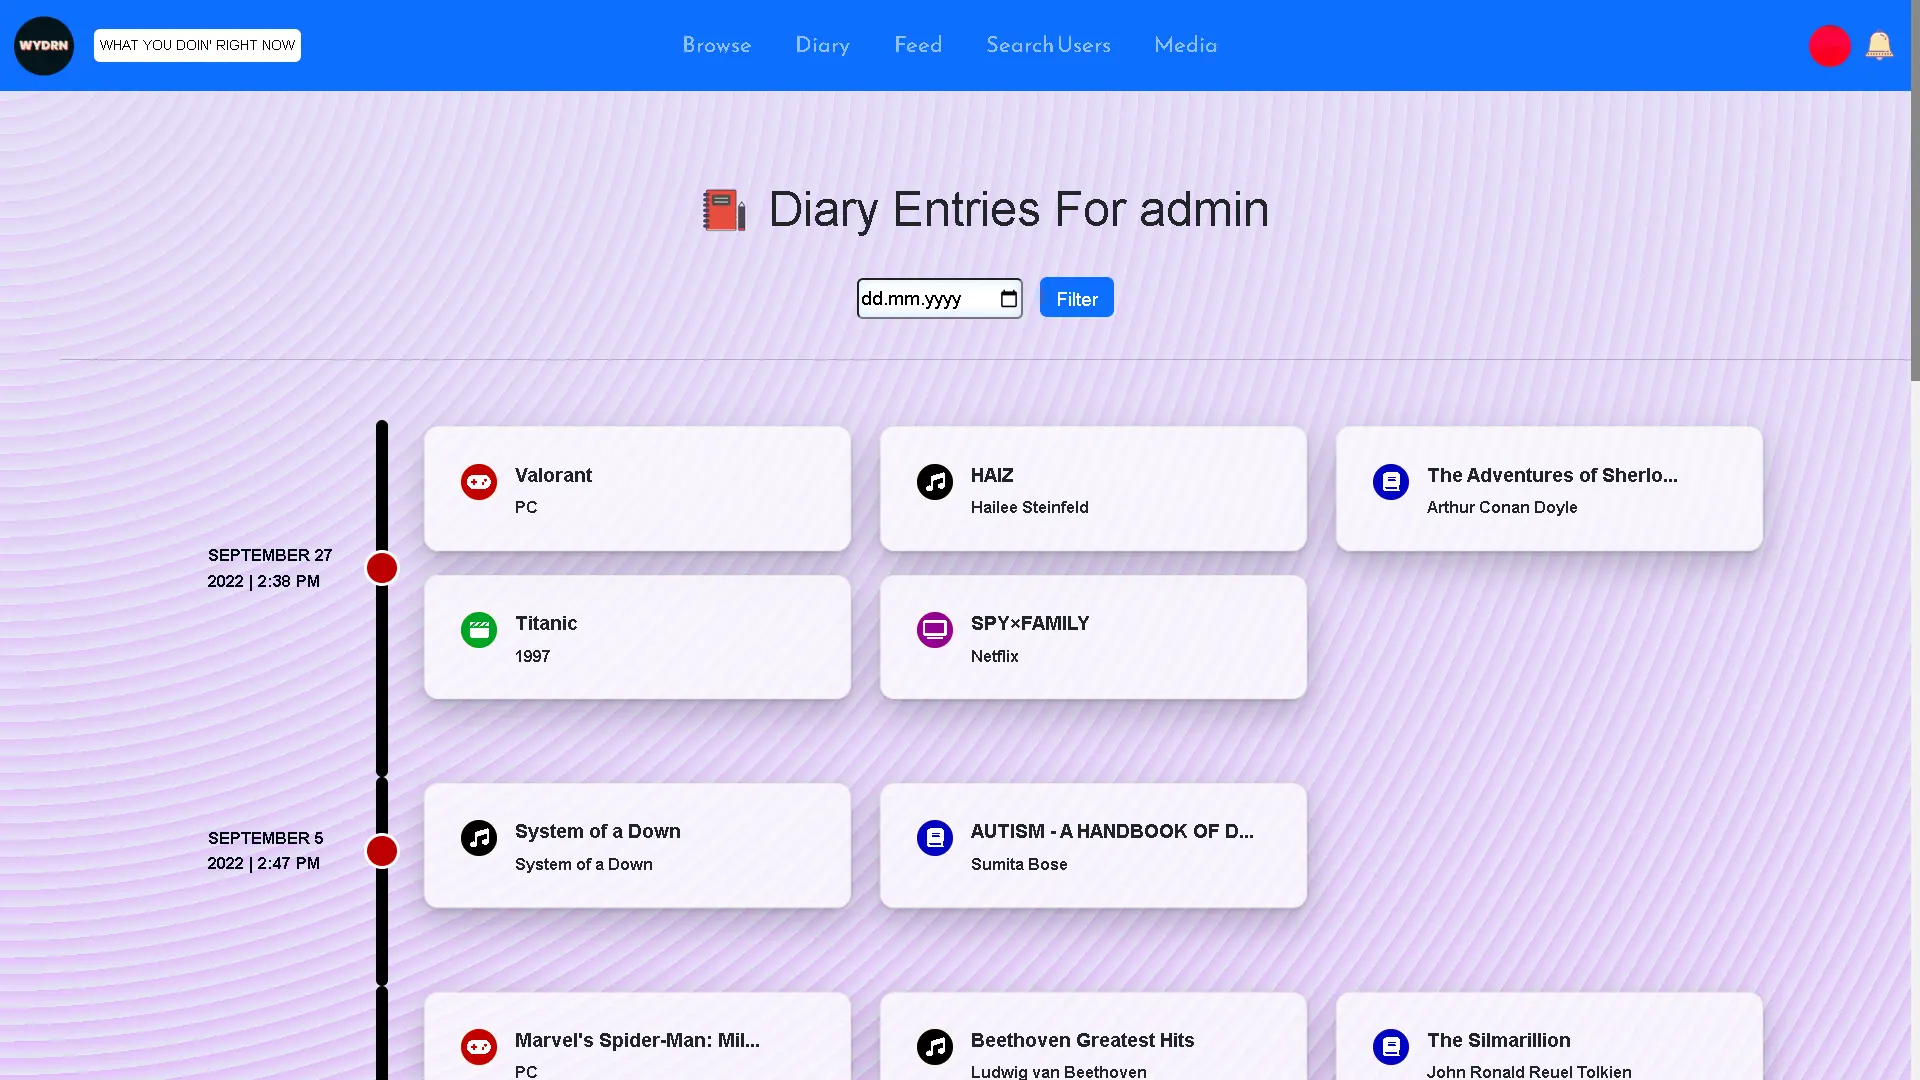 WYDRN
WHAT YOU DOIN' RIGHT NOW
Browse
Diary
Feed
Search Users
Media
Diary Entries For admin
dd.mm.yyyy
Filter
SEPTEMBER 27
2022 | 2:38 PM
Valorant
PC
HAIZ
Hailee Steinfeld
The Adventures of Sherlo...
Arthur Conan Doyle
Titanic
1997
SPY×FAMILY
Netflix
SEPTEMBER 5
2022 | 2:47 PM
System of a Down
System of a Down
AUTISM - A HANDBOOK OF D...
Sumita Bose
Marvel's Spider-Man: Mil...
PC
Beethoven Greatest Hits
Ludwig van Beethoven
The Silmarillion
John Ronald Reuel Tolkien